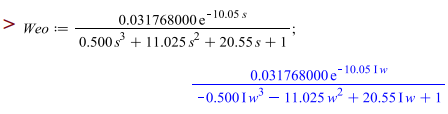 > Weo := 0.031768000 e^(-10.05 s) / (0.500 s^3 + 11.025 s^2 + 20.55 s + 1);
0.031768000 e^(-10.05 I w) / (-0.500 I w^3 - 11.025 w^2 + 20.55 I w + 1)